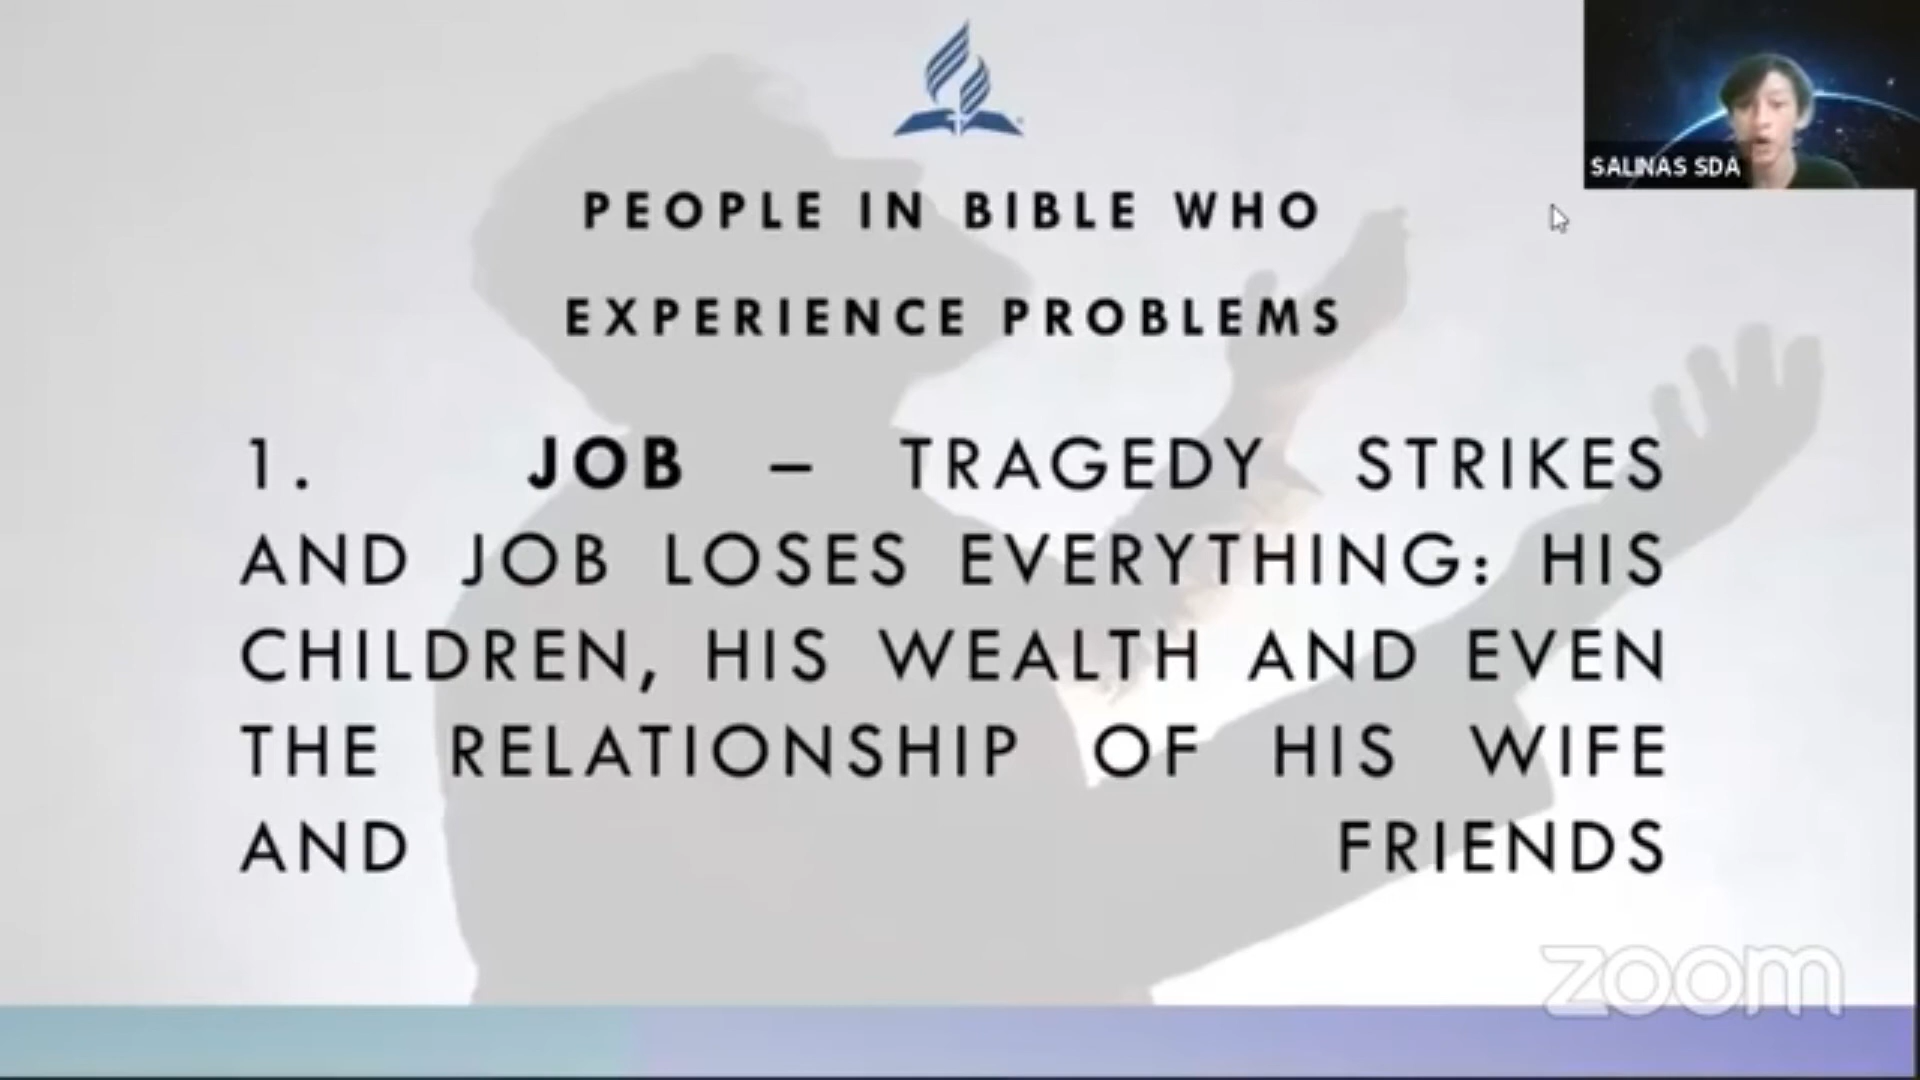 SALINAS SDA
PEOPLE IN BIBLE WHO
EXPERIENCE PROBLEMS
1. JOB – TRAGEDY STRIKES
AND JOB LOSES EVERYTHING: HIS
CHILDREN, HIS WEALTH AND EVEN
THE RELATIONSHIP OF HIS WIFE
AND FRIENDS
zoom